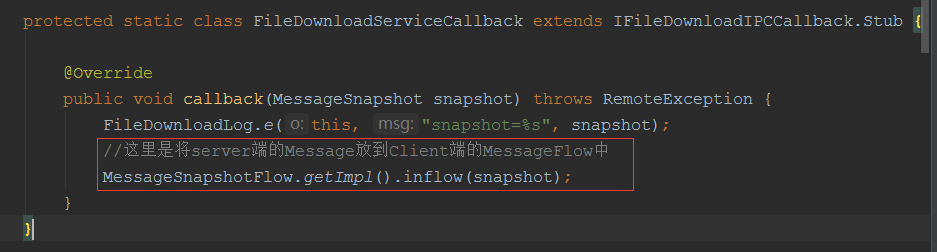 protected static class FileDownloadServiceCallback extends IFileDownloadIPCCallback.Stub {
@Override
public void callback(MessageSnapshot snapshot) throws RemoteException {
FileDownloadLog.e( o: this, msg: "snapshot=%s", snapshot);
//这里是将server端的Message放到Client端的MessageFlow中
MessageSnapshotFlow.getImpl().inflow(snapshot);
}
}